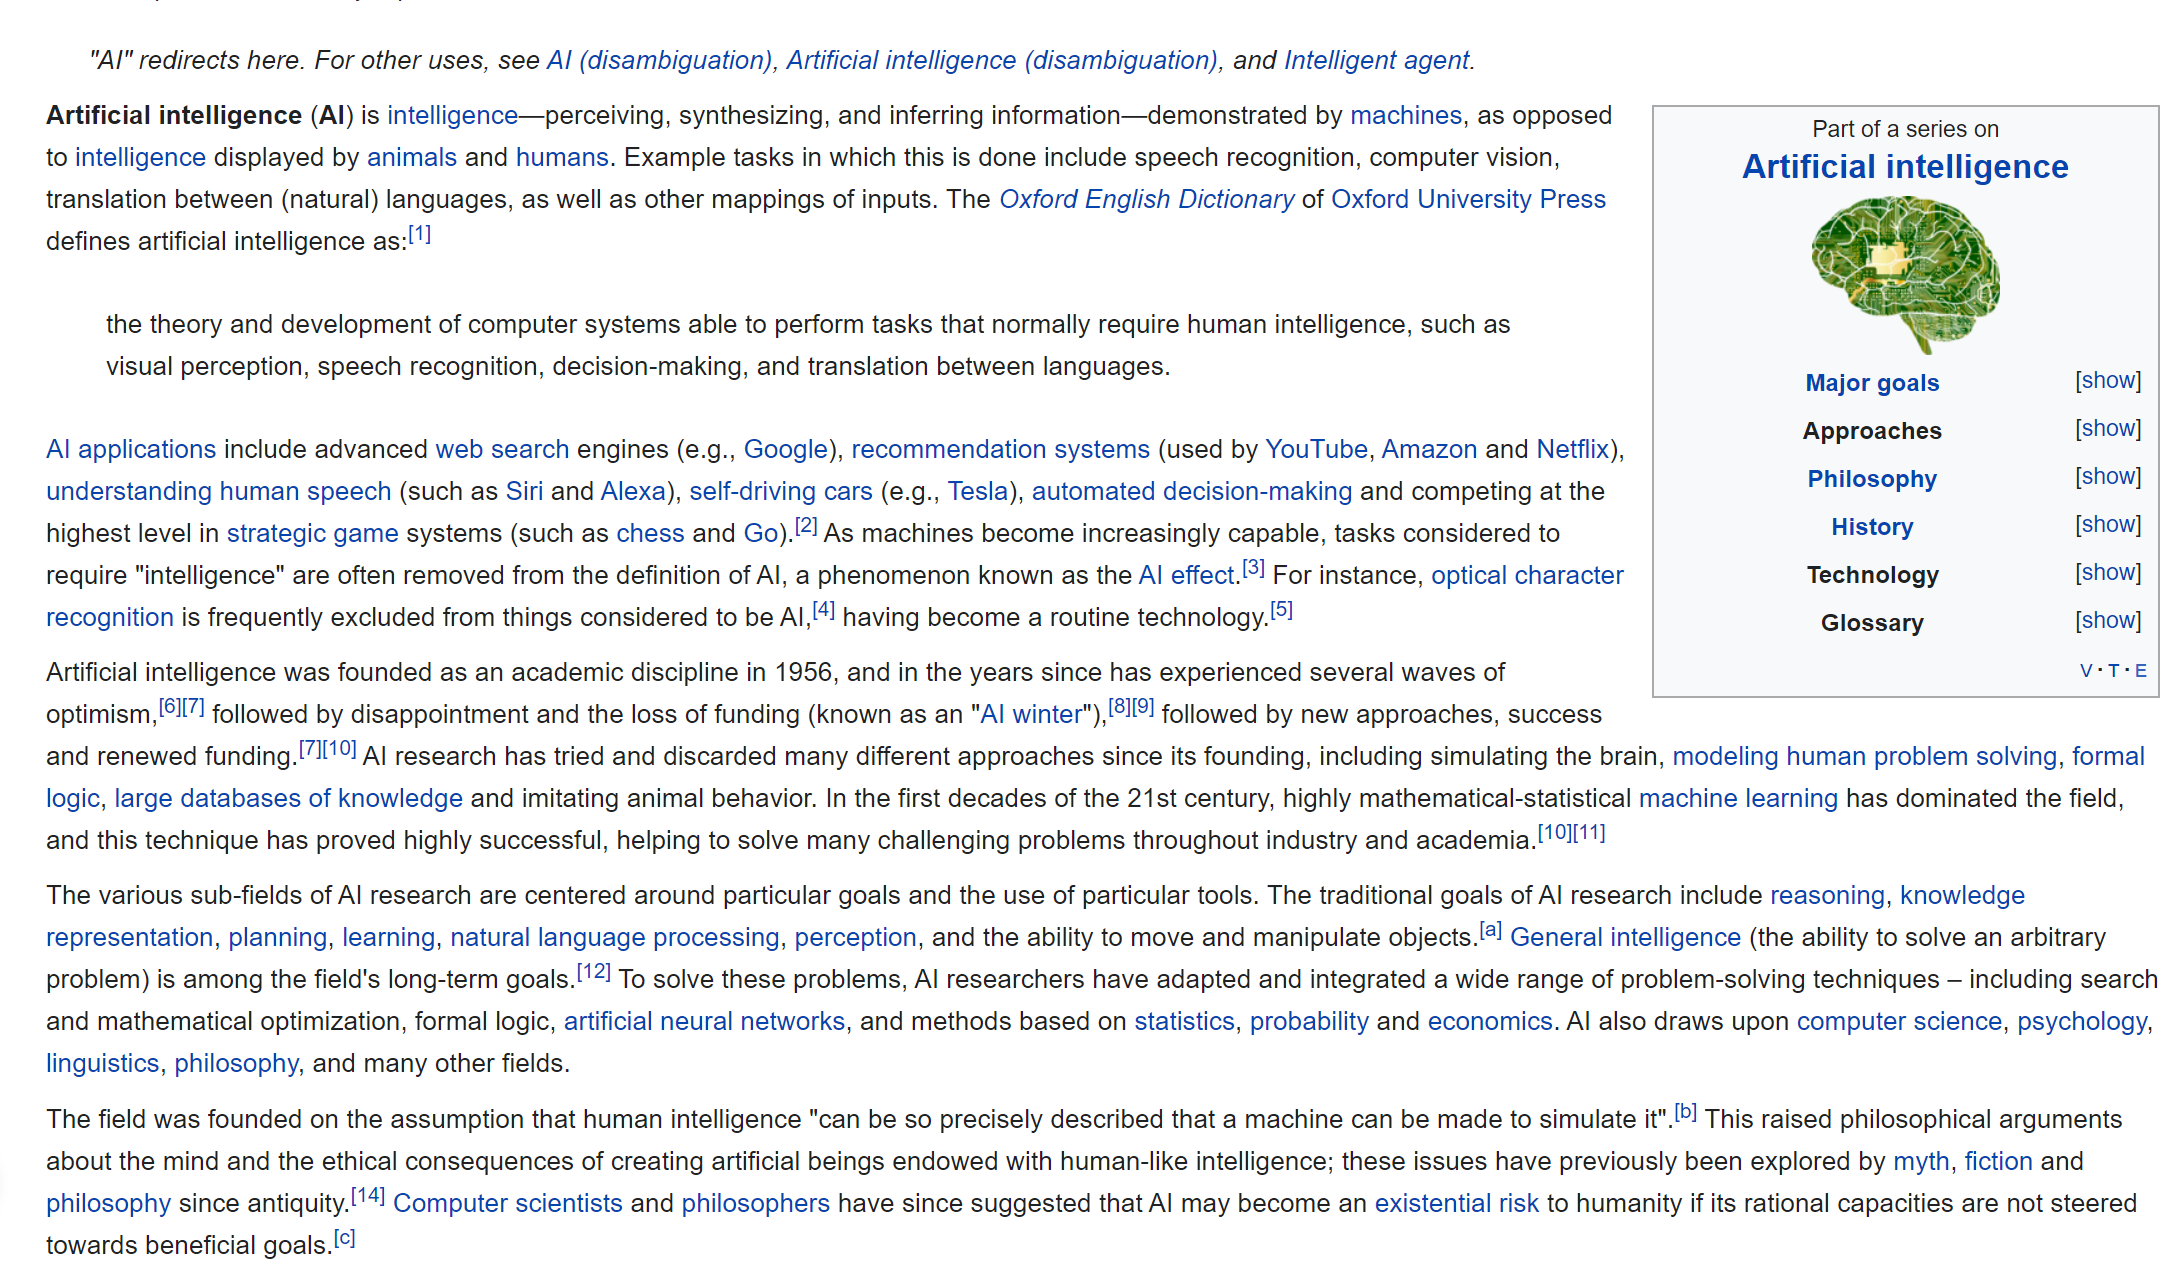 "AI" redirects here. For other uses, see AI (disambiguation), Artificial intelligence (disambiguation), and Intelligent agent.
Artificial intelligence (AI) is intelligence—perceiving, synthesizing, and inferring information—demonstrated by machines, as opposed
to intelligence displayed by animals and humans. Example tasks in which this is done include speech recognition, computer vision,
translation between (natural) languages, as well as other mappings of inputs. The Oxford English Dictionary of Oxford University Press
defines artificial intelligence as:[1]
the theory and development of computer systems able to perform tasks that normally require human intelligence, such as
visual perception, speech recognition, decision-making, and translation between languages.
AI applications include advanced web search engines (e.g., Google), recommendation systems (used by YouTube, Amazon and Netflix),
understanding human speech (such as Siri and Alexa), self-driving cars (e.g., Tesla), automated decision-making and competing at the
highest level in strategic game systems (such as chess and Go).[2] As machines become increasingly capable, tasks considered to
require "intelligence" are often removed from the definition of AI, a phenomenon known as the AI effect.[3] For instance, optical character
recognition is frequently excluded from things considered to be AI,[4] having become a routine technology.[5]
Artificial intelligence was founded as an academic discipline in 1956, and in the years since has experienced several waves of
optimism,[6][7] followed by disappointment and the loss of funding (known as an "AI winter"),[8][9] followed by new approaches, success
and renewed funding.[7][10] AI research has tried and discarded many different approaches since its founding, including simulating the brain, modeling human problem solving, formal
logic, large databases of knowledge and imitating animal behavior. In the first decades of the 21st century, highly mathematical-statistical machine learning has dominated the field,
and this technique has proved highly successful, helping to solve many challenging problems throughout industry and academia.[10][11]
The various sub-fields of AI research are centered around particular goals and the use of particular tools. The traditional goals of AI research include reasoning, knowledge
representation, planning, learning, natural language processing, perception, and the ability to move and manipulate objects.[a] General intelligence (the ability to solve an arbitrary
problem) is among the field's long-term goals.[12] To solve these problems, AI researchers have adapted and integrated a wide range of problem-solving techniques – including search
and mathematical optimization, formal logic, artificial neural networks, and methods based on statistics, probability and economics. AI also draws upon computer science, psychology,
linguistics, philosophy, and many other fields.
The field was founded on the assumption that human intelligence "can be so precisely described that a machine can be made to simulate it".[b] This raised philosophical arguments
about the mind and the ethical consequences of creating artificial beings endowed with human-like intelligence; these issues have previously been explored by myth, fiction and
philosophy since antiquity.[14] Computer scientists and philosophers have since suggested that AI may become an existential risk to humanity if its rational capacities are not steered
towards beneficial goals.[c]
Part of a series on
Artificial intelligence
Major goals [show]
Approaches [show]
Philosophy [show]
History [show]
Technology [show]
Glossary [show]
V · T · E